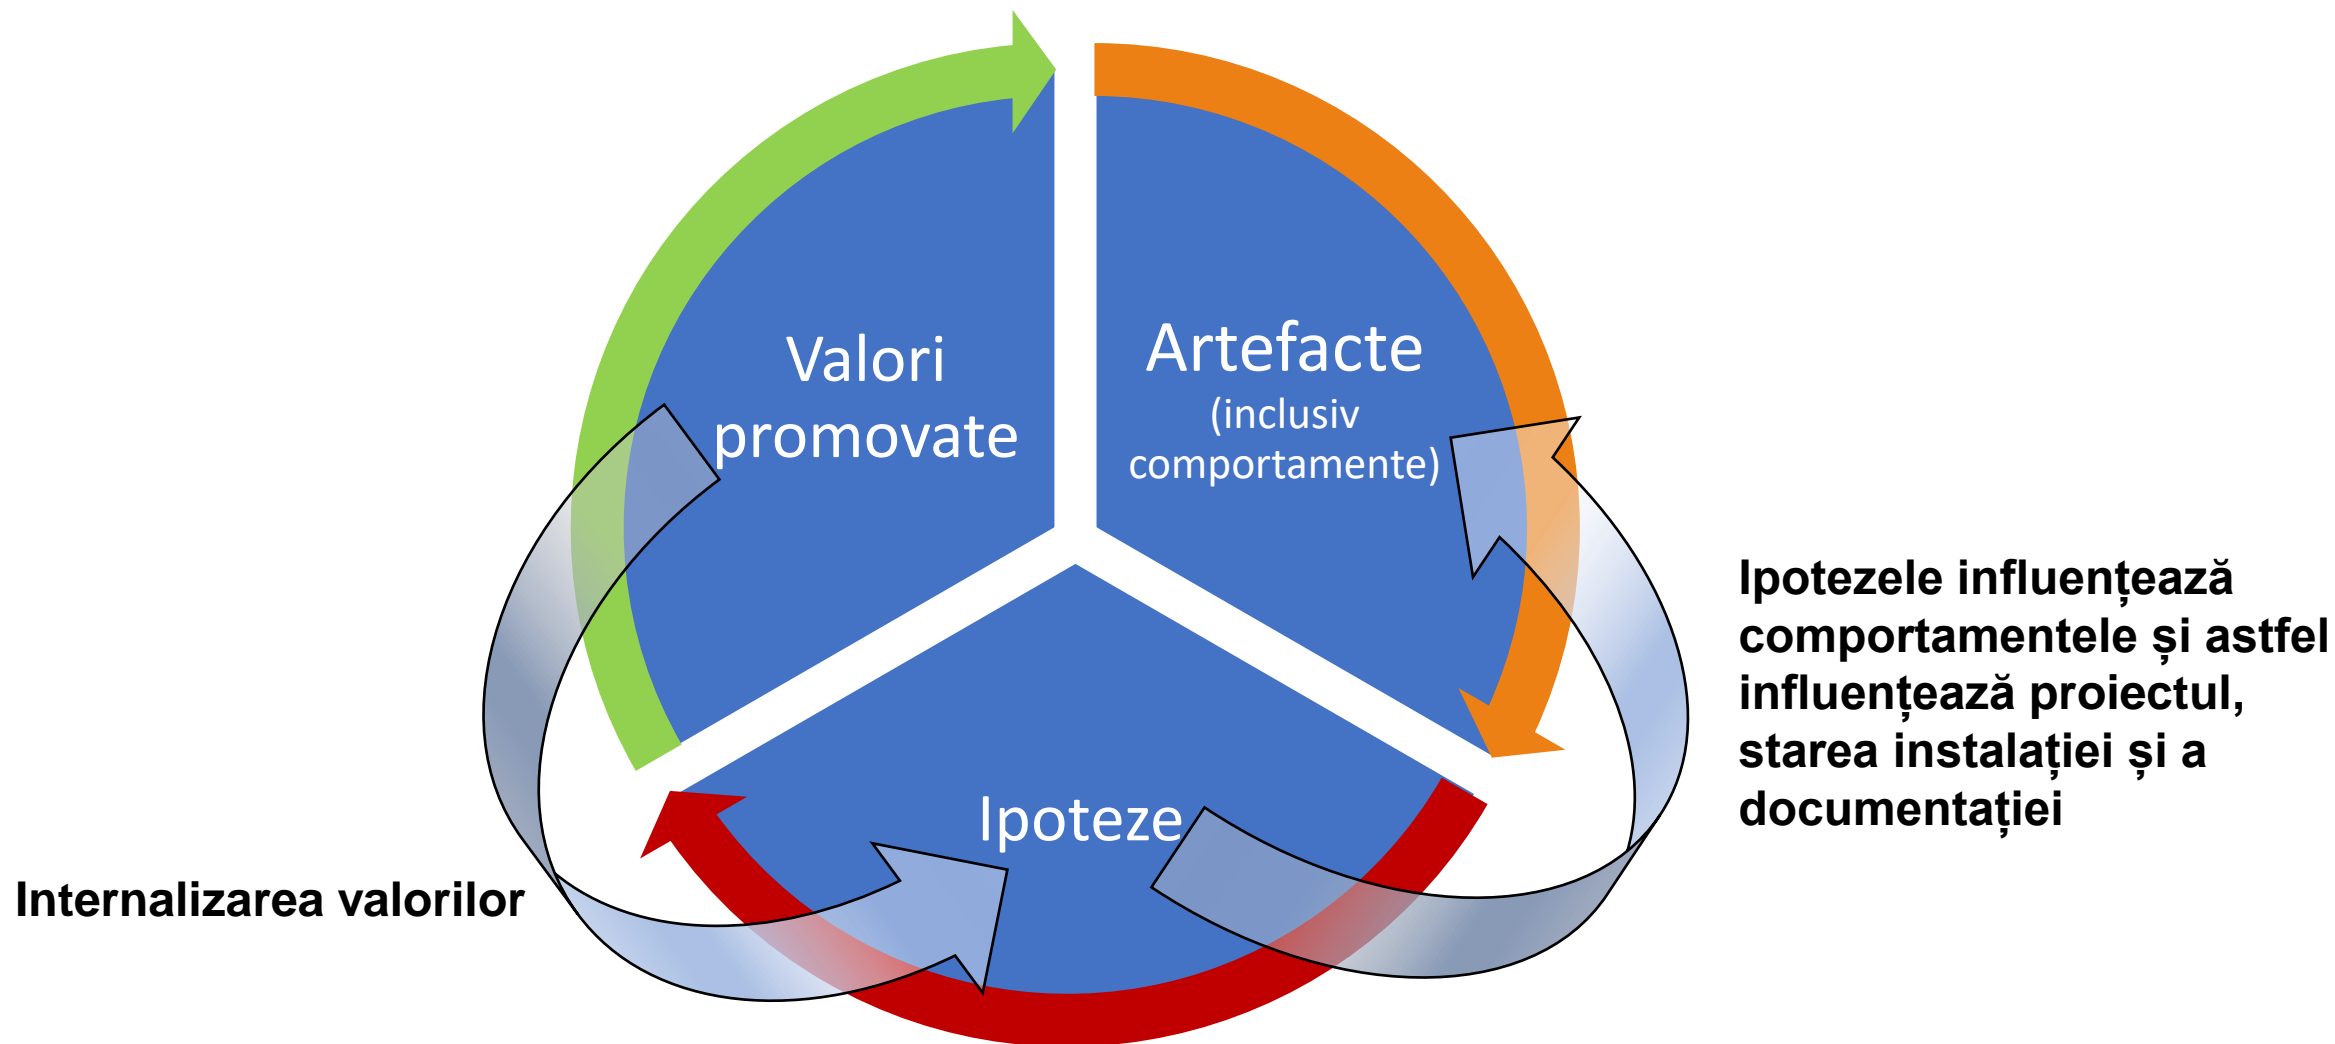 Valori
promovate
Artefacte
(inclusiv
comportamente)
Ipotezele influențează
comportamentele și astfel
influențează proiectul,
starea instalației și a
documentației
Ipoteze
Internalizarea valorilor